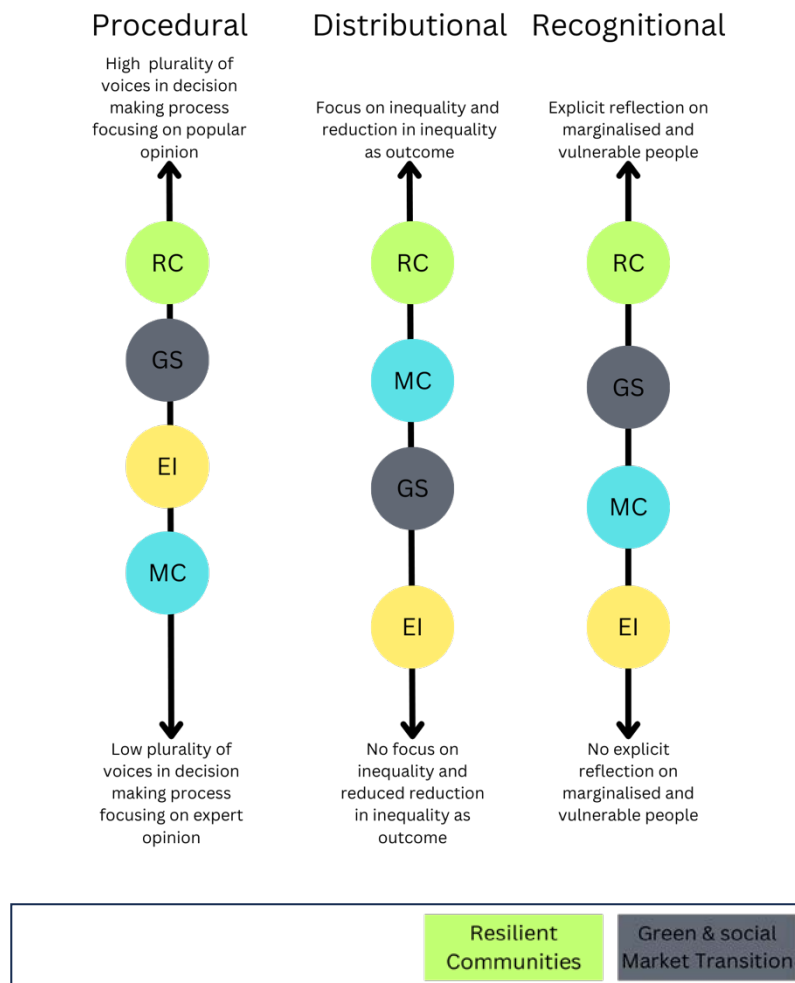 Procedural
High plurality of
voices in decision
making process
focusing on popular
opinion
RC
GS
EI
MC
Low plurality of
voices in decision
making process
focusing on expert
opinion
Distributional
Focus on inequality and
reduction in inequality
as outcome
RC
MC
GS
EI
No focus on
inequality and
reduced reduction
in inequality as
outcome
Recognitional
Explicit reflection on
marginalised and
vulnerable people
RC
GS
MC
EI
No explicit
reflection on
marginalised and
vulnerable people
Resilient
Communities
Green & social
Market Transition